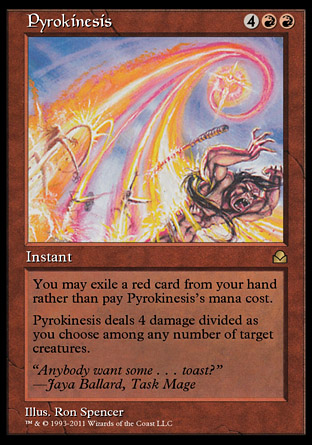 Pyrokinesis 4
Instant
You may exile a red card from your hand
rather than pay Pyrokinesis's mana cost.
Pyrokinesis deals 4 damage divided as
you choose among any number of target
creatures.
"Anybody want some . . . toast?"
—Jaya Ballard, Task Mage
Illus. Ron Spencer
™ & © 1993-2011 Wizards of the Coast LLC